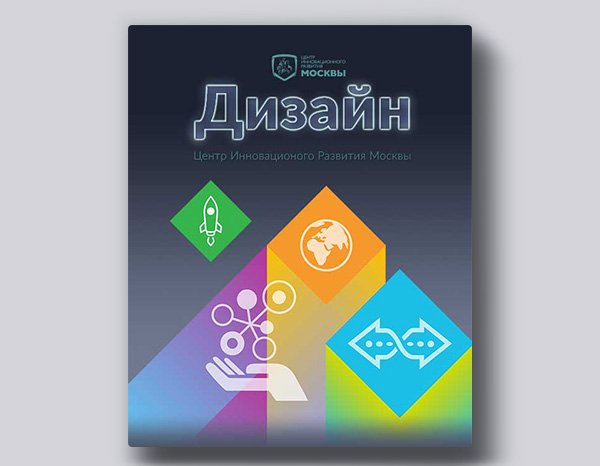 ЦЕНТР
ИННОВАЦИОННОГО
РАЗВИТИЯ
МОСКВЫ
Дизайн
Центр Инновационого Развития Москвы